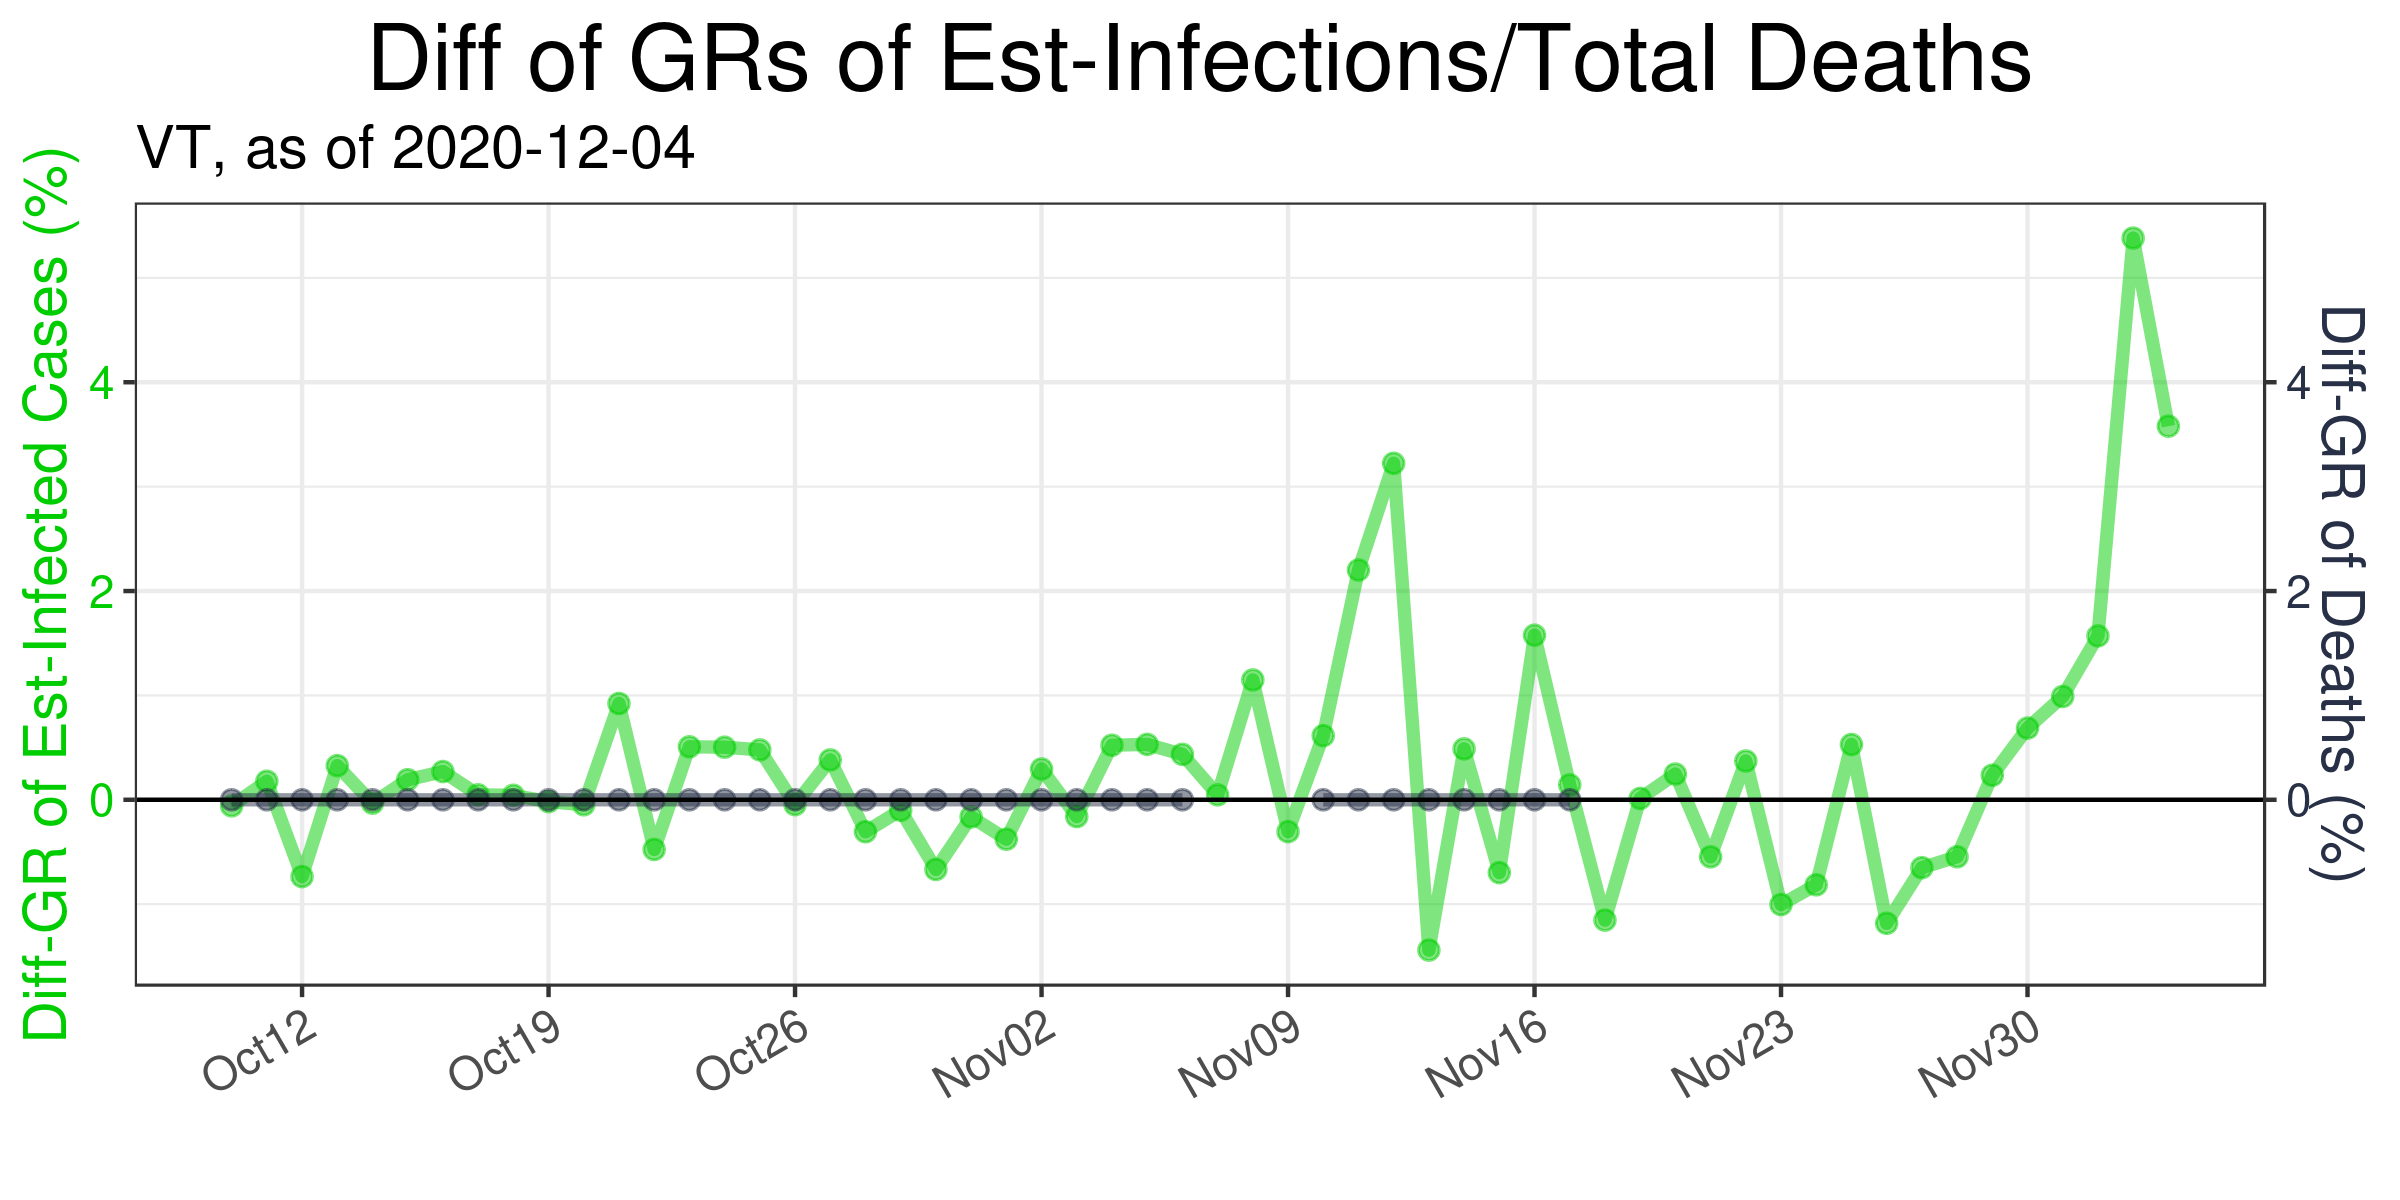 Diff of GRs of Est-Infections/Total Deaths
VT, as of 2020-12-04
Diff-GR of Est-Infected Cases (%)
4
2
0
4
2
0
Diff-GR of Deaths (%)
Oct12
Oct19
Oct26
Nov02
Nov09
Nov16
Nov23
Nov30